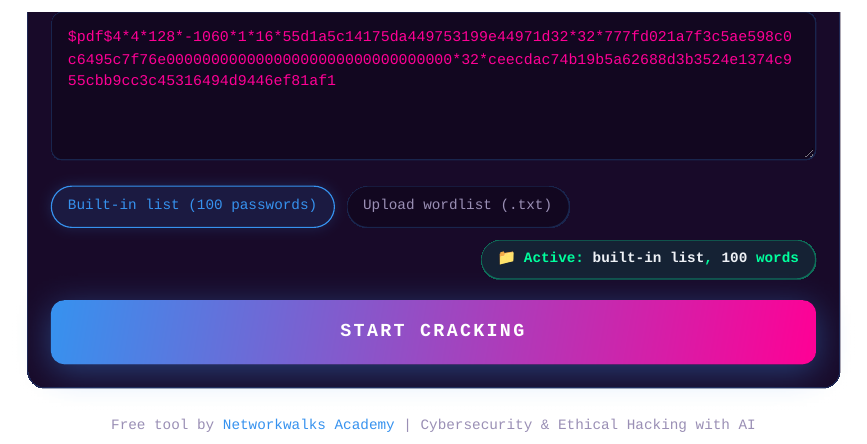 $pdf$4*4*128*-1060*1*16*55d1a5c14175da449753199e44971d32*32*777fd021a7f3c5ae598c0
c6495c7f76e00000000000000000000000000000000*32*ceecdac74b19b5a62688d3b3524e1374c9
55cbb9cc3c45316494d9446ef81af1
Built-in list (100 passwords)
Upload wordlist (.txt)
Active: built-in list, 100 words
START CRACKING
Free tool by Networkwalks Academy | Cybersecurity & Ethical Hacking with AI